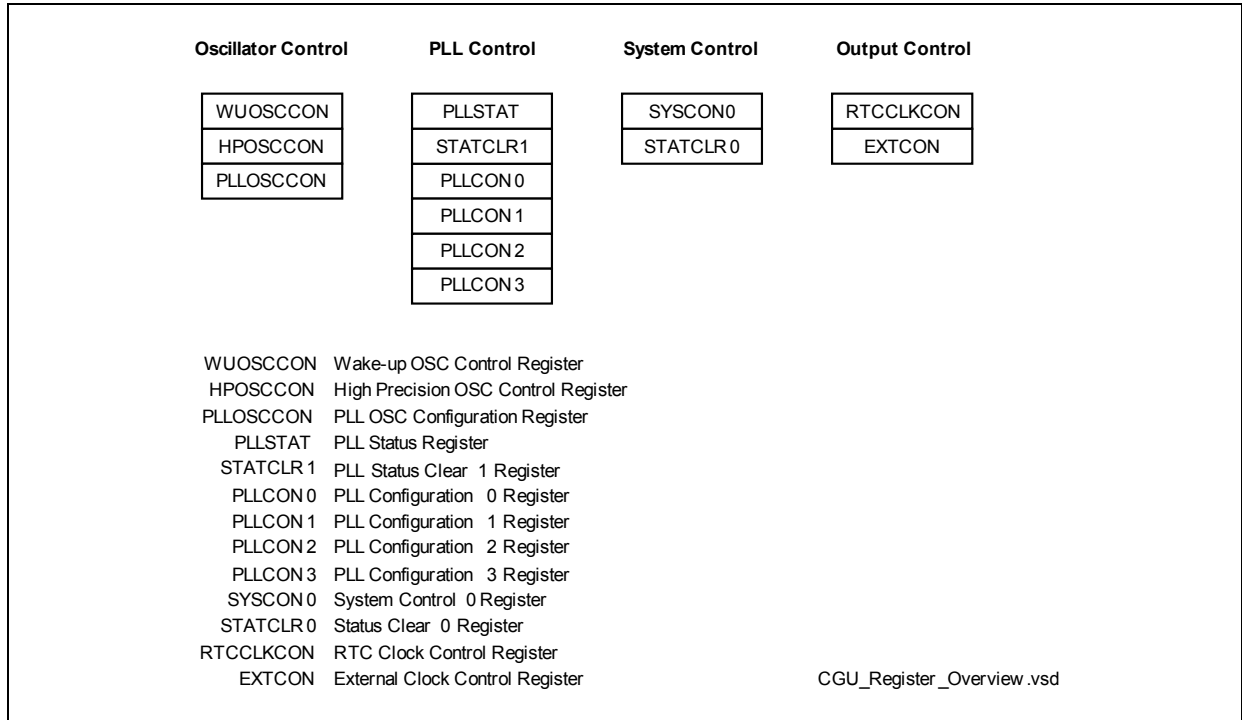 Oscillator Control PLL Control System Control Output Control
WUOSCCON PLLSTAT SYSCON0 RTCCLKCON
HPOSCCON STATCLR1 STATCLR0 EXTCON
PLLOSCCON PLLCON0
PLLCON1
PLLCON2
PLLCON3
WUOSCCON Wake-up OSC Control Register
HPOSCCON High Precision OSC Control Register
PLLOSCCON PLL OSC Configuration Register
PLLSTAT PLL Status Register
STATCLR1 PLL Status Clear 1 Register
PLLCON0 PLL Configuration 0 Register
PLLCON1 PLL Configuration 1 Register
PLLCON2 PLL Configuration 2 Register
PLLCON3 PLL Configuration 3 Register
SYSCON0 System Control 0 Register
STATCLR0 Status Clear 0 Register
RTCCLKCON RTC Clock Control Register
EXTCON External Clock Control Register CGU_Register_Overview.vsd